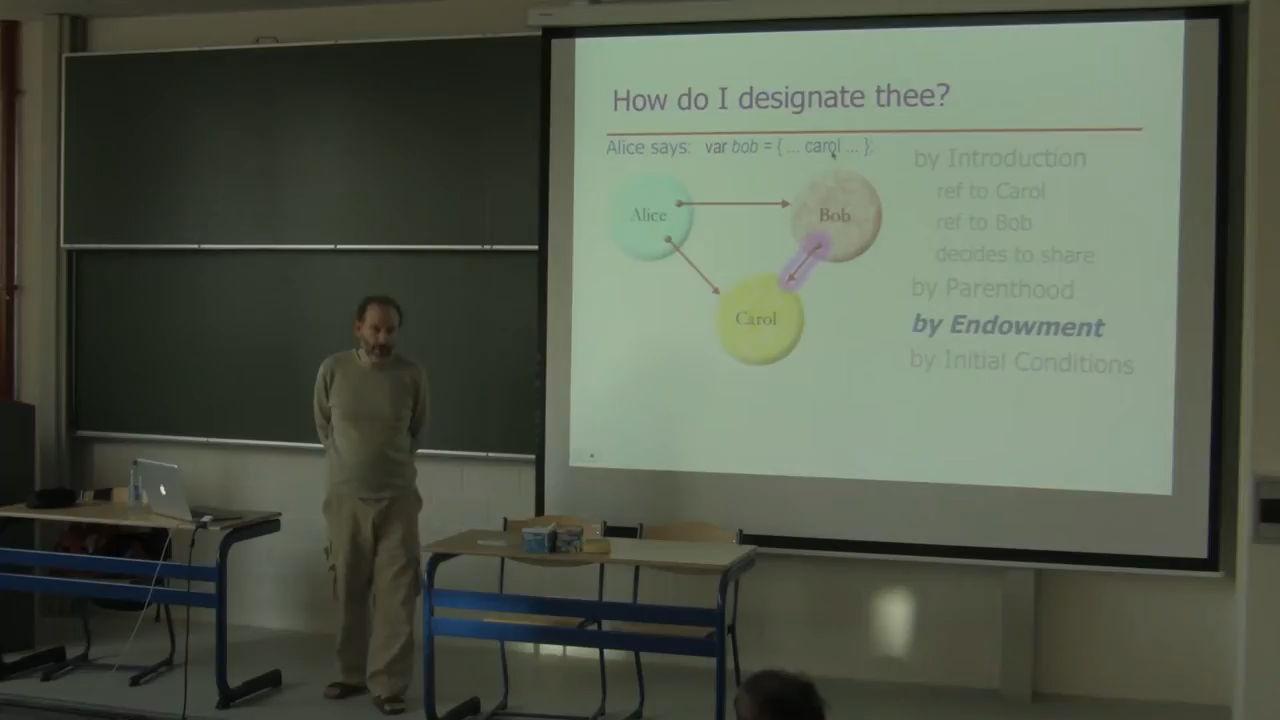 How do I designate thee?
Alice says: var bob = { ... carol ... };
Alice
Bob
Carol
by Introduction
ref to Carol
ref to Bob
decides to share
by Parenthood
by Endowment
by Initial Conditions